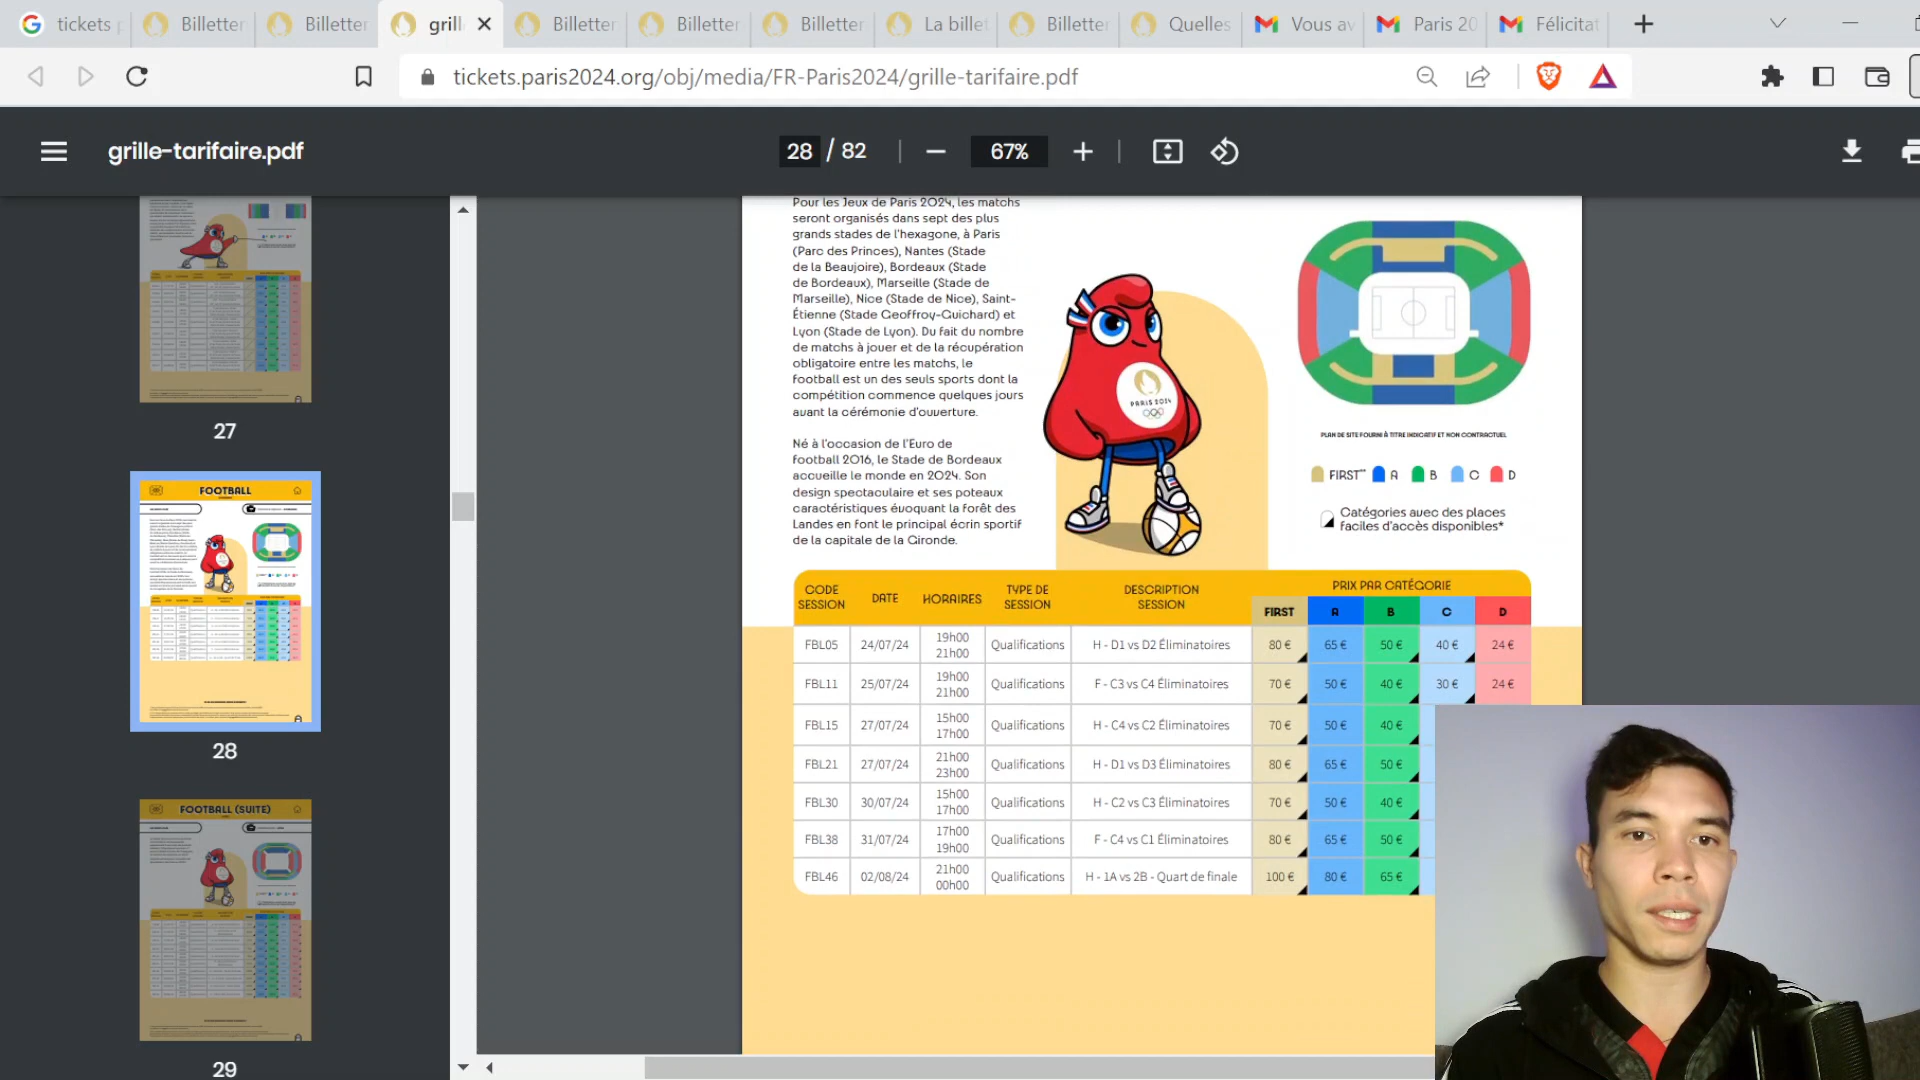 tickets p
Billetter
Billetter
grill
Billetter
Billetter
Billetter
La billet
Billetter
Quelles
Vous av
Paris 20
Félicitat
tickets.paris2024.org/obj/media/FR-Paris2024/grille-tarifaire.pdf
grille-tarifaire.pdf
28 / 82
67%
27
FOOTBALL
28
FOOTBALL (SUITE)
29
Pour les Jeux de Paris 2024, les matchs
seront organisés dans sept des plus
grands stades de l'hexagone, à Paris
(Parc des Princes), Nantes (Stade
de la Beaujoire), Bordeaux (Stade
de Bordeaux), Marseille (Stade de
Marseille), Nice (Stade de Nice), Saint-
Étienne (Stade Geoffroy-Guichard) et
Lyon (Stade de Lyon). Du fait du nombre
de matchs à jouer et de la récupération
obligatoire entre les matchs, le
football est un des seuls sports dont la
compétition commence quelques jours
avant la cérémonie d'ouverture.
Né à l'occasion de l'Euro de
football 2016, le Stade de Bordeaux
accueille le monde en 2024. Son
design spectaculaire et ses poteaux
caractéristiques évoquant la forêt des
Landes en font le principal écrin sportif
de la capitale de la Gironde.
PARIS 2024
PLAN DE SITE FOURNI À TITRE INDICATIF ET NON CONTRACTUEL
FIRST** A B C D
Catégories avec des places
faciles d'accès disponibles*
CODE SESSION DATE HORAIRES TYPE DE SESSION DESCRIPTION SESSION PRIX PAR CATÉGORIE
FIRST A B C D
FBL05 24/07/24 19h00 21h00 Qualifications H - D1 vs D2 Éliminatoires 80 € 65 € 50 € 40 € 24 €
FBL11 25/07/24 19h00 21h00 Qualifications F - C3 vs C4 Éliminatoires 70 € 50 € 40 € 30 € 24 €
FBL15 27/07/24 15h00 17h00 Qualifications H - C4 vs C2 Éliminatoires 70 € 50 € 40 €
FBL21 27/07/24 21h00 23h00 Qualifications H - D1 vs D3 Éliminatoires 80 € 65 € 50 €
FBL30 30/07/24 15h00 17h00 Qualifications H - C2 vs C3 Éliminatoires 70 € 50 € 40 €
FBL38 31/07/24 17h00 19h00 Qualifications F - C4 vs C1 Éliminatoires 80 € 65 € 50 €
FBL46 02/08/24 21h00 00h00 Qualifications H - 1A vs 2B - Quart de finale 100 € 80 € 65 €